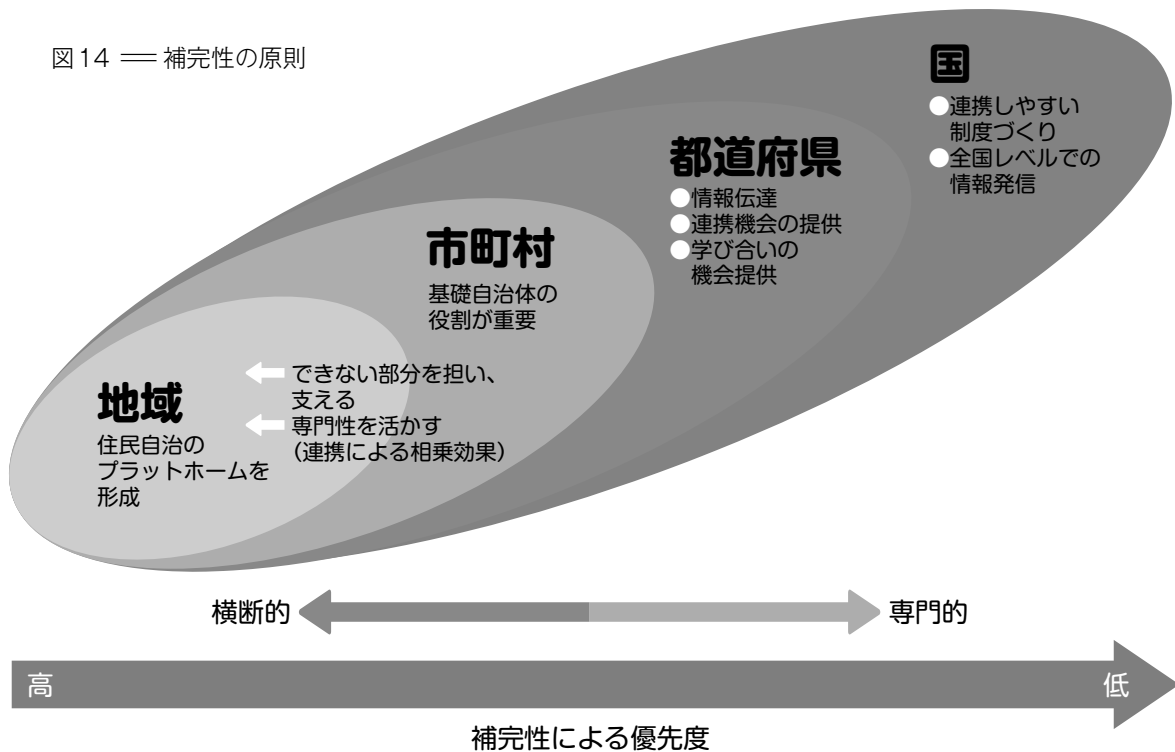 図14 ══ 補完性の原則
国
●連携しやすい
制度づくり
●全国レベルでの
情報発信
都道府県
●情報伝達
●連携機会の提供
●学び合いの
機会提供
市町村
基礎自治体の
役割が重要
できない部分を担い、
支える
専門性を活かす
(連携による相乗効果)
地域
住民自治の
プラットホームを
形成
横断的
専門的
高
低
補完性による優先度